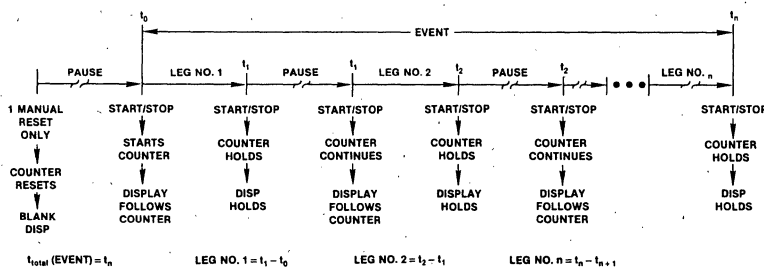 t0 tn
EVENT
PAUSE LEG NO. 1 t1 PAUSE t1 LEG NO. 2 t2 PAUSE t2 LEG NO. n
1 MANUAL RESET ONLY
COUNTER RESETS
BLANK DISP
START/STOP
STARTS COUNTER
DISPLAY FOLLOWS COUNTER
START/STOP
COUNTER HOLDS
DISP HOLDS
START/STOP
COUNTER CONTINUES
DISPLAY FOLLOWS COUNTER
START/STOP
COUNTER HOLDS
DISPLAY HOLDS
START/STOP
COUNTER CONTINUES
DISPLAY FOLLOWS COUNTER
START/STOP
COUNTER HOLDS
DISP HOLDS
ttotal (EVENT) = tn LEG NO. 1 = t1 – t0 LEG NO. 2 = t2 – t1 LEG NO. n = tn – tn+1